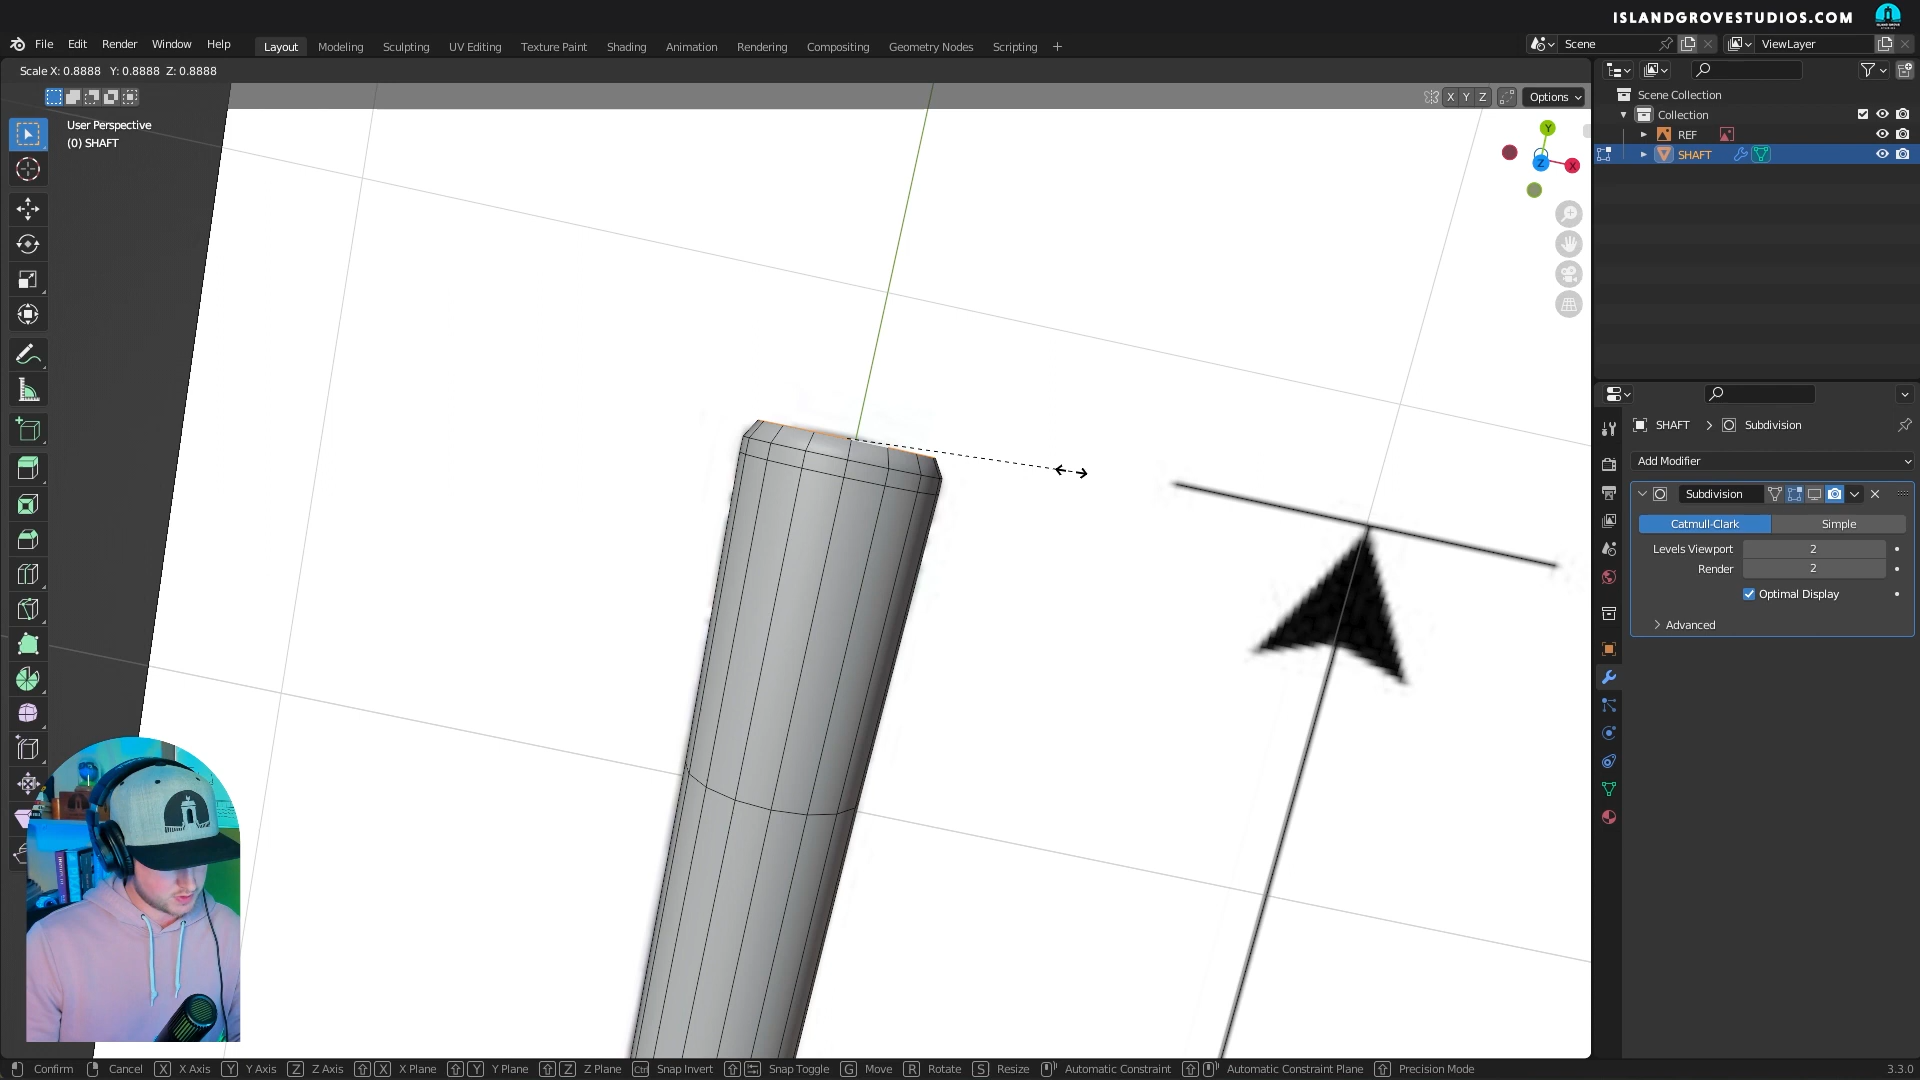 ISLANDGROVESTUDIOS.COM
File Edit Render Window Help Layout Modeling Sculpting UV Editing Texture Paint Shading Animation Rendering Compositing Geometry Nodes Scripting + Scene ViewLayer
Scale X: 0.8888 Y: 0.8888 Z: 0.8888
X Y Z Options
User Perspective
(0) SHAFT
Y
Z X
Scene Collection
Collection
REF
SHAFT
SHAFT > Subdivision
Add Modifier
Subdivision
Catmull-Clark Simple
Levels Viewport 2
Render 2
Optimal Display
Advanced
Confirm Cancel X X Axis Y Y Axis Z Z Axis X X Plane Y Y Plane Z Z Plane Ctrl Snap Invert Snap Toggle G Move R Rotate S Resize Automatic Constraint Automatic Constraint Plane Precision Mode 3.3.0